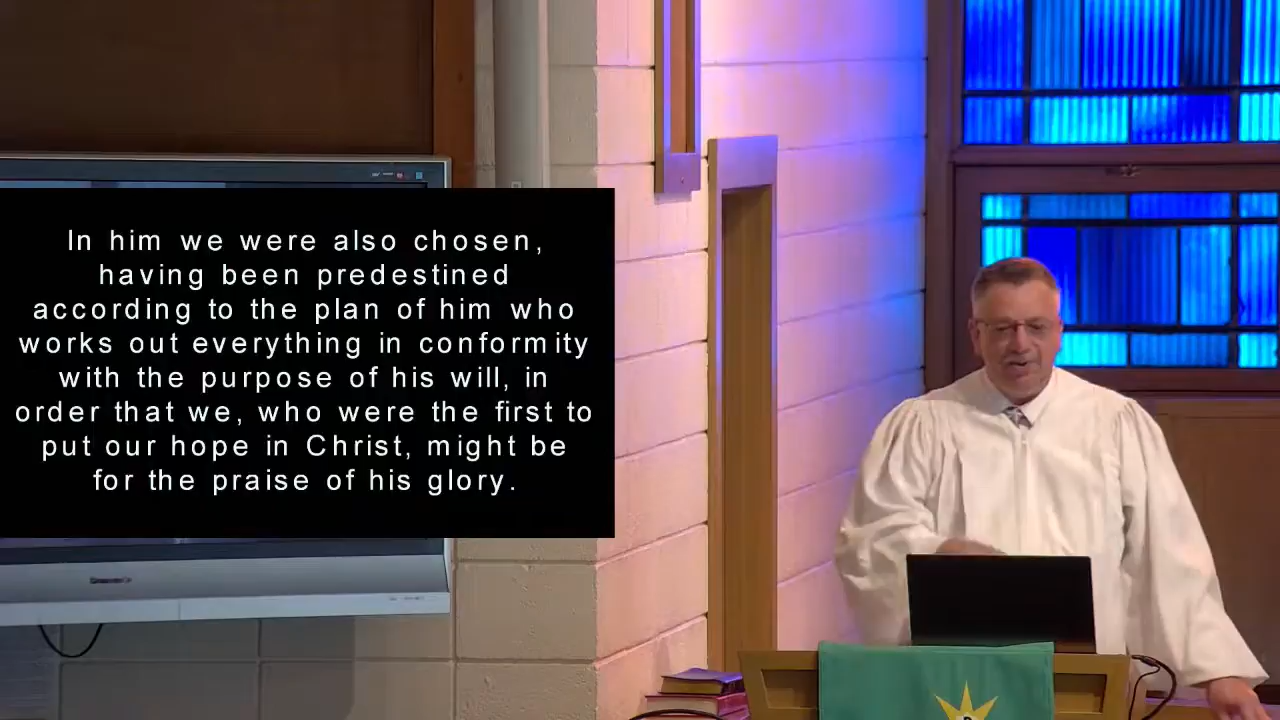 In him we were also chosen,
having been predestined
according to the plan of him who
works out everything in conformity
with the purpose of his will, in
order that we, who were the first to
put our hope in Christ, might be
for the praise of his glory.